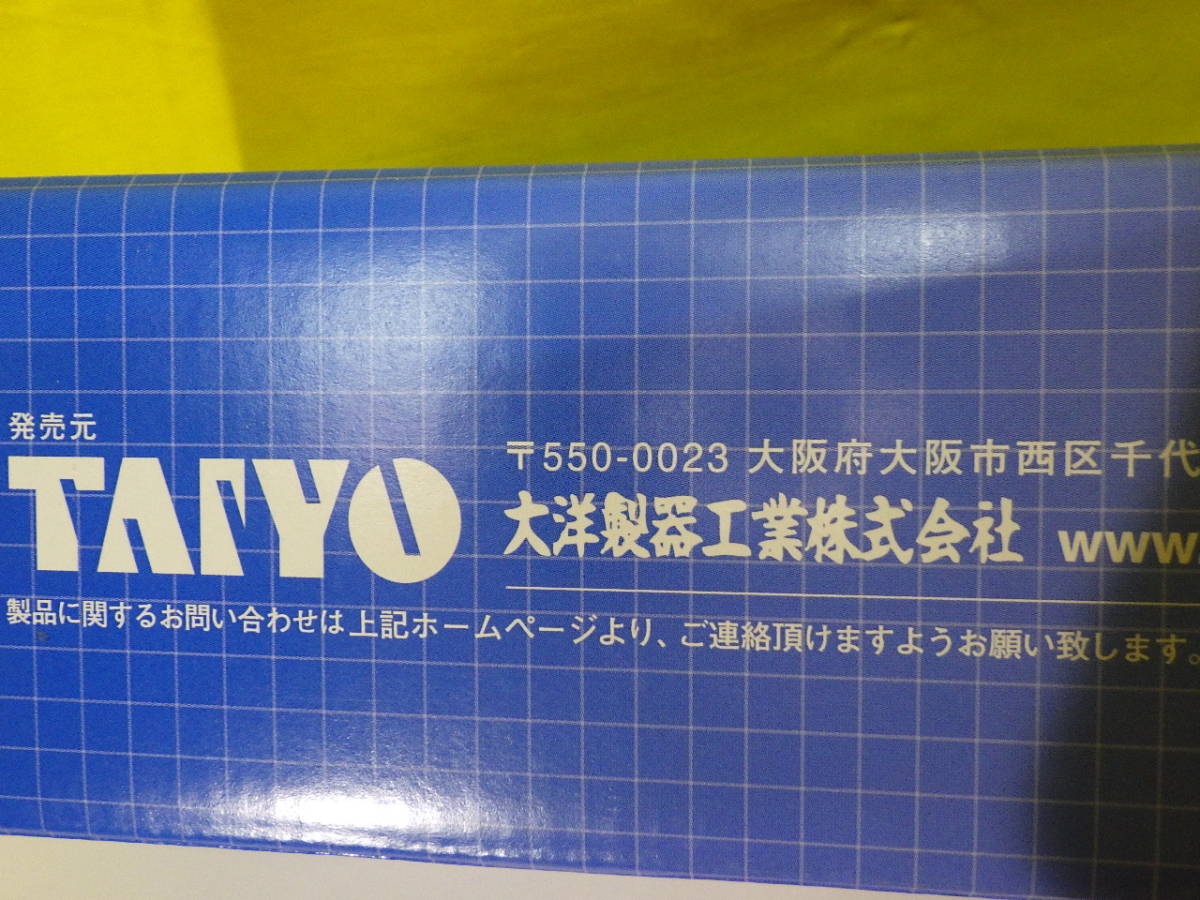 発売元
TAIYO
〒550-0023 大阪府大阪市西区千代
大洋製器工業株式会社 www.
製品に関するお問い合わせは上記ホームページより、ご連絡頂けますようお願い致します。